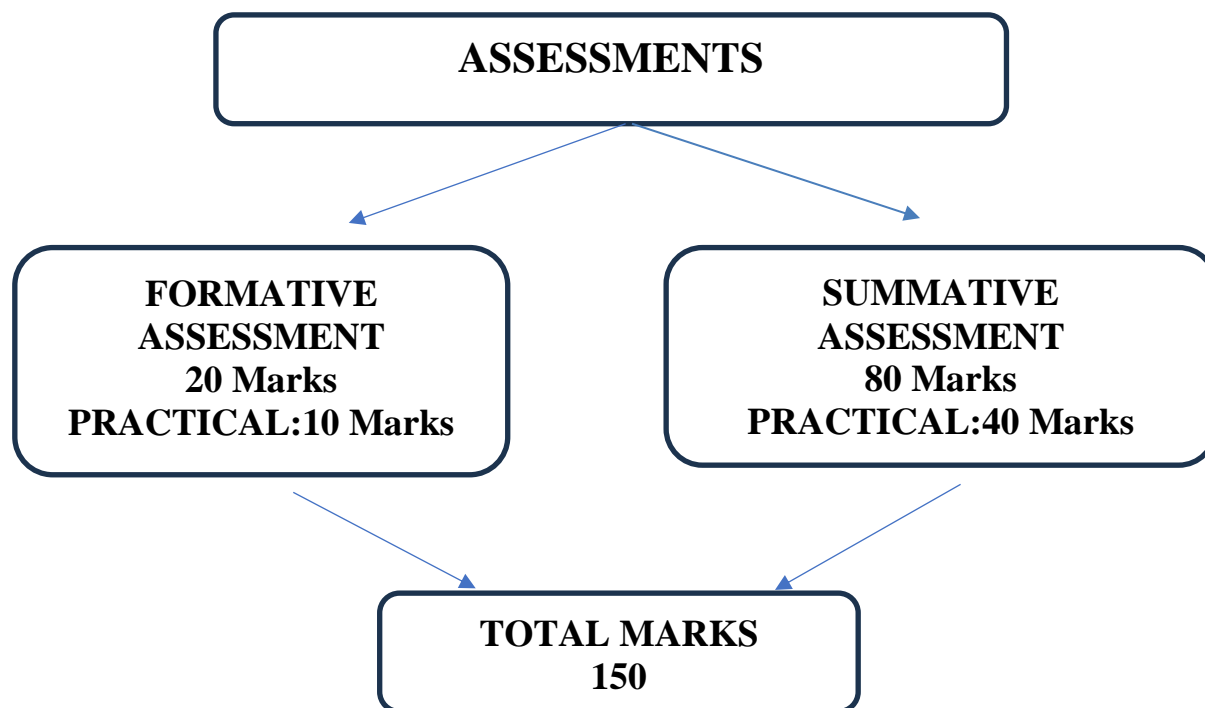 ASSESSMENTS
FORMATIVE
ASSESSMENT
20 Marks
PRACTICAL:10 Marks
SUMMATIVE
ASSESSMENT
80 Marks
PRACTICAL:40 Marks
TOTAL MARKS
150